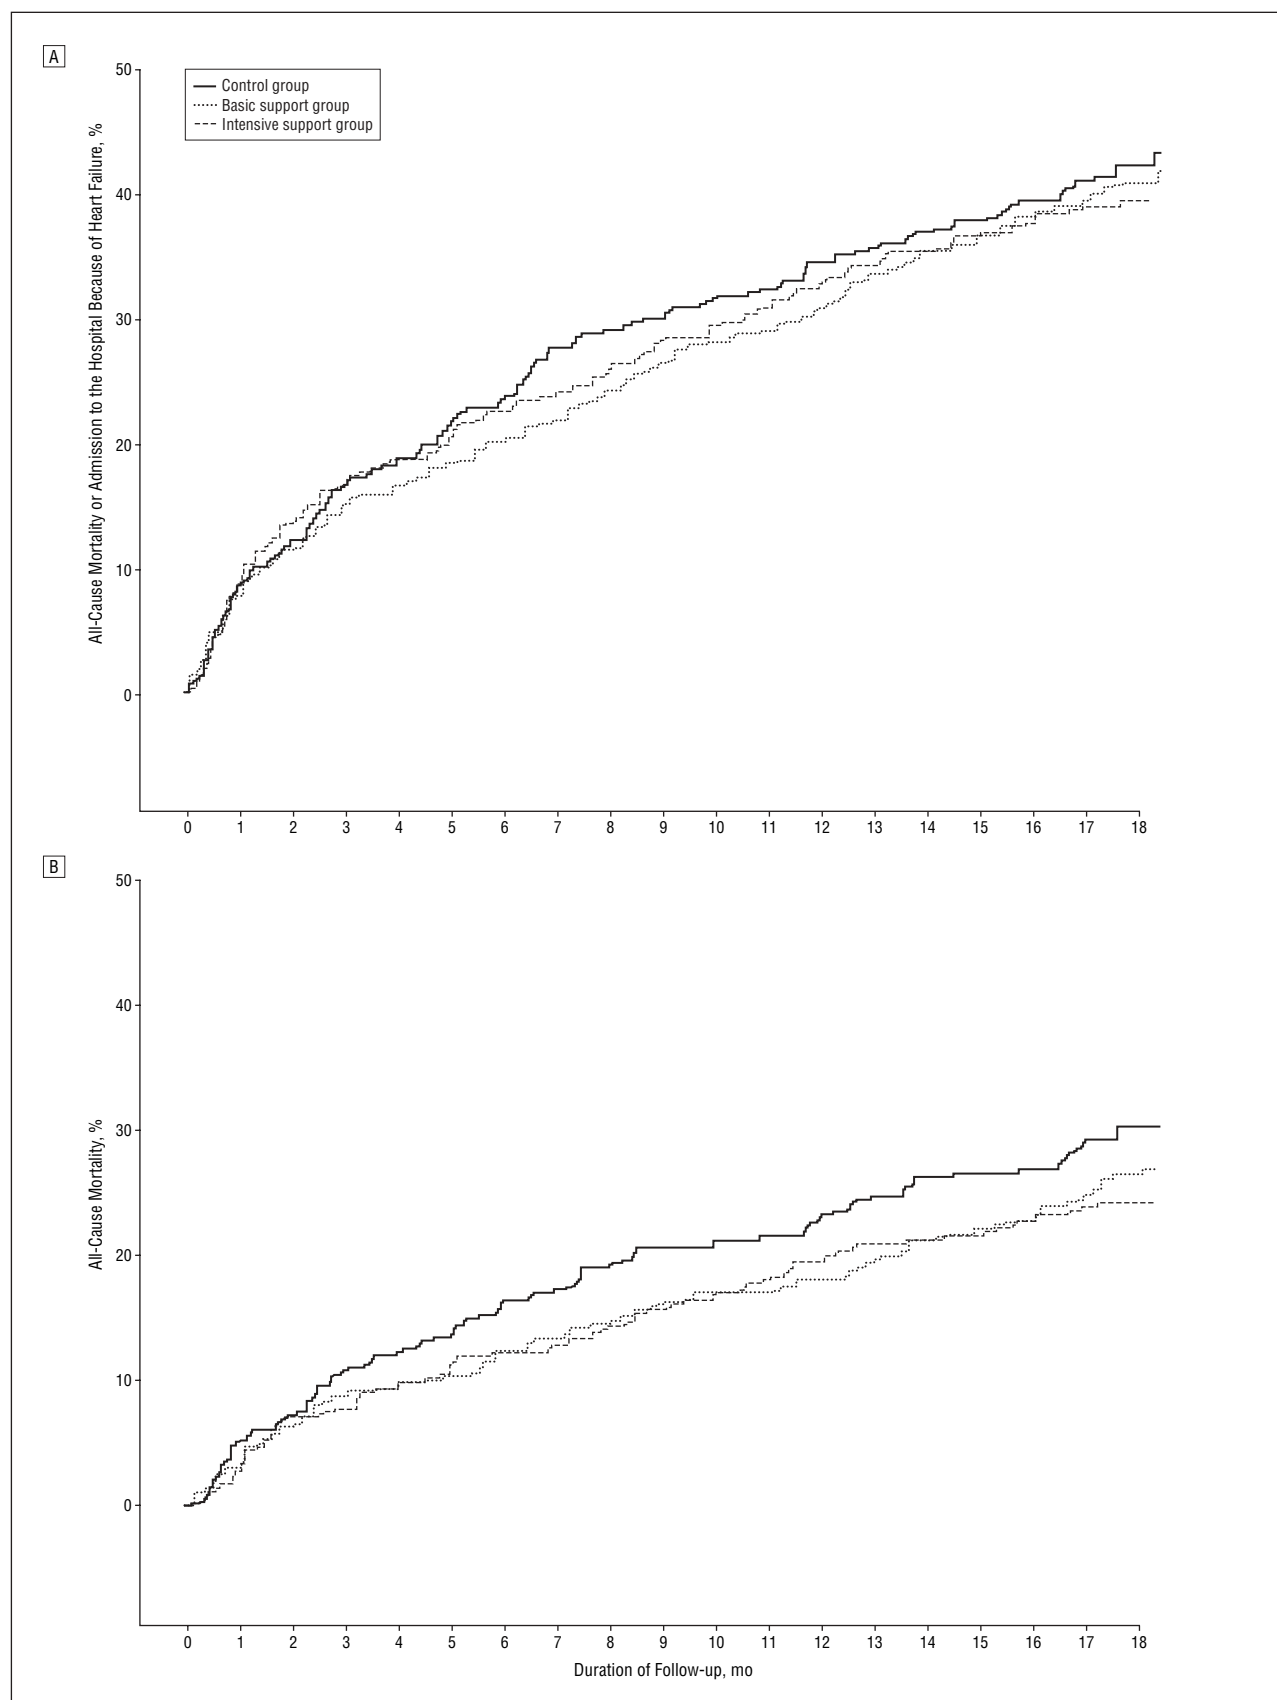 A
50
40
30
20
10
0
All-Cause Mortality or Admission to the Hospital Because of Heart Failure, %
Control group
Basic support group
Intensive support group
0 1 2 3 4 5 6 7 8 9 10 11 12 13 14 15 16 17 18
B
50
40
30
20
10
0
All-Cause Mortality, %
0 1 2 3 4 5 6 7 8 9 10 11 12 13 14 15 16 17 18
Duration of Follow-up, mo